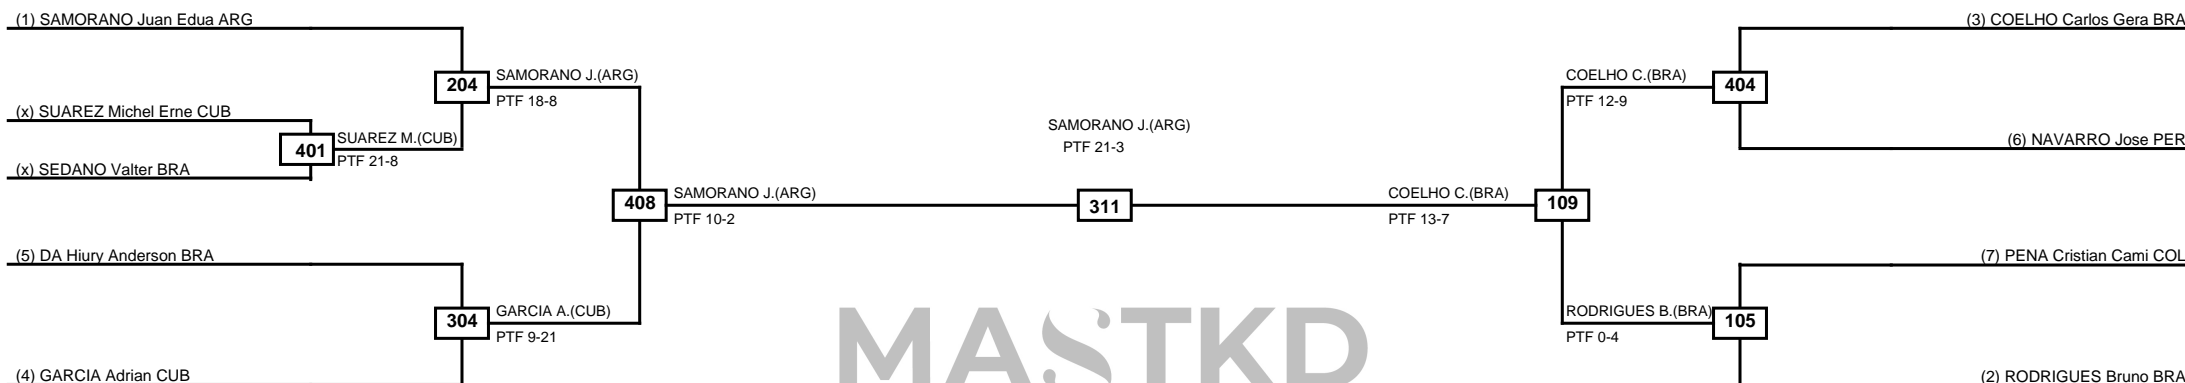 (1) SAMORANO Juan Edua ARG
(3) COELHO Carlos Gera BRA
204
SAMORANO J.(ARG)
PTF 18-8
COELHO C.(BRA)
PTF 12-9
404
(x) SUAREZ Michel Erne CUB
SAMORANO J.(ARG)
PTF 21-3
401
SUAREZ M.(CUB)
PTF 21-8
(6) NAVARRO Jose PER
(x) SEDANO Valter BRA
408
SAMORANO J.(ARG)
PTF 10-2
311
COELHO C.(BRA)
PTF 13-7
109
(5) DA Hiury Anderson BRA
(7) PENA Cristian Cami COL
304
GARCIA A.(CUB)
PTF 9-21
RODRIGUES B.(BRA)
PTF 0-4
105
MASTKD
(4) GARCIA Adrian CUB
(2) RODRIGUES Bruno BRA